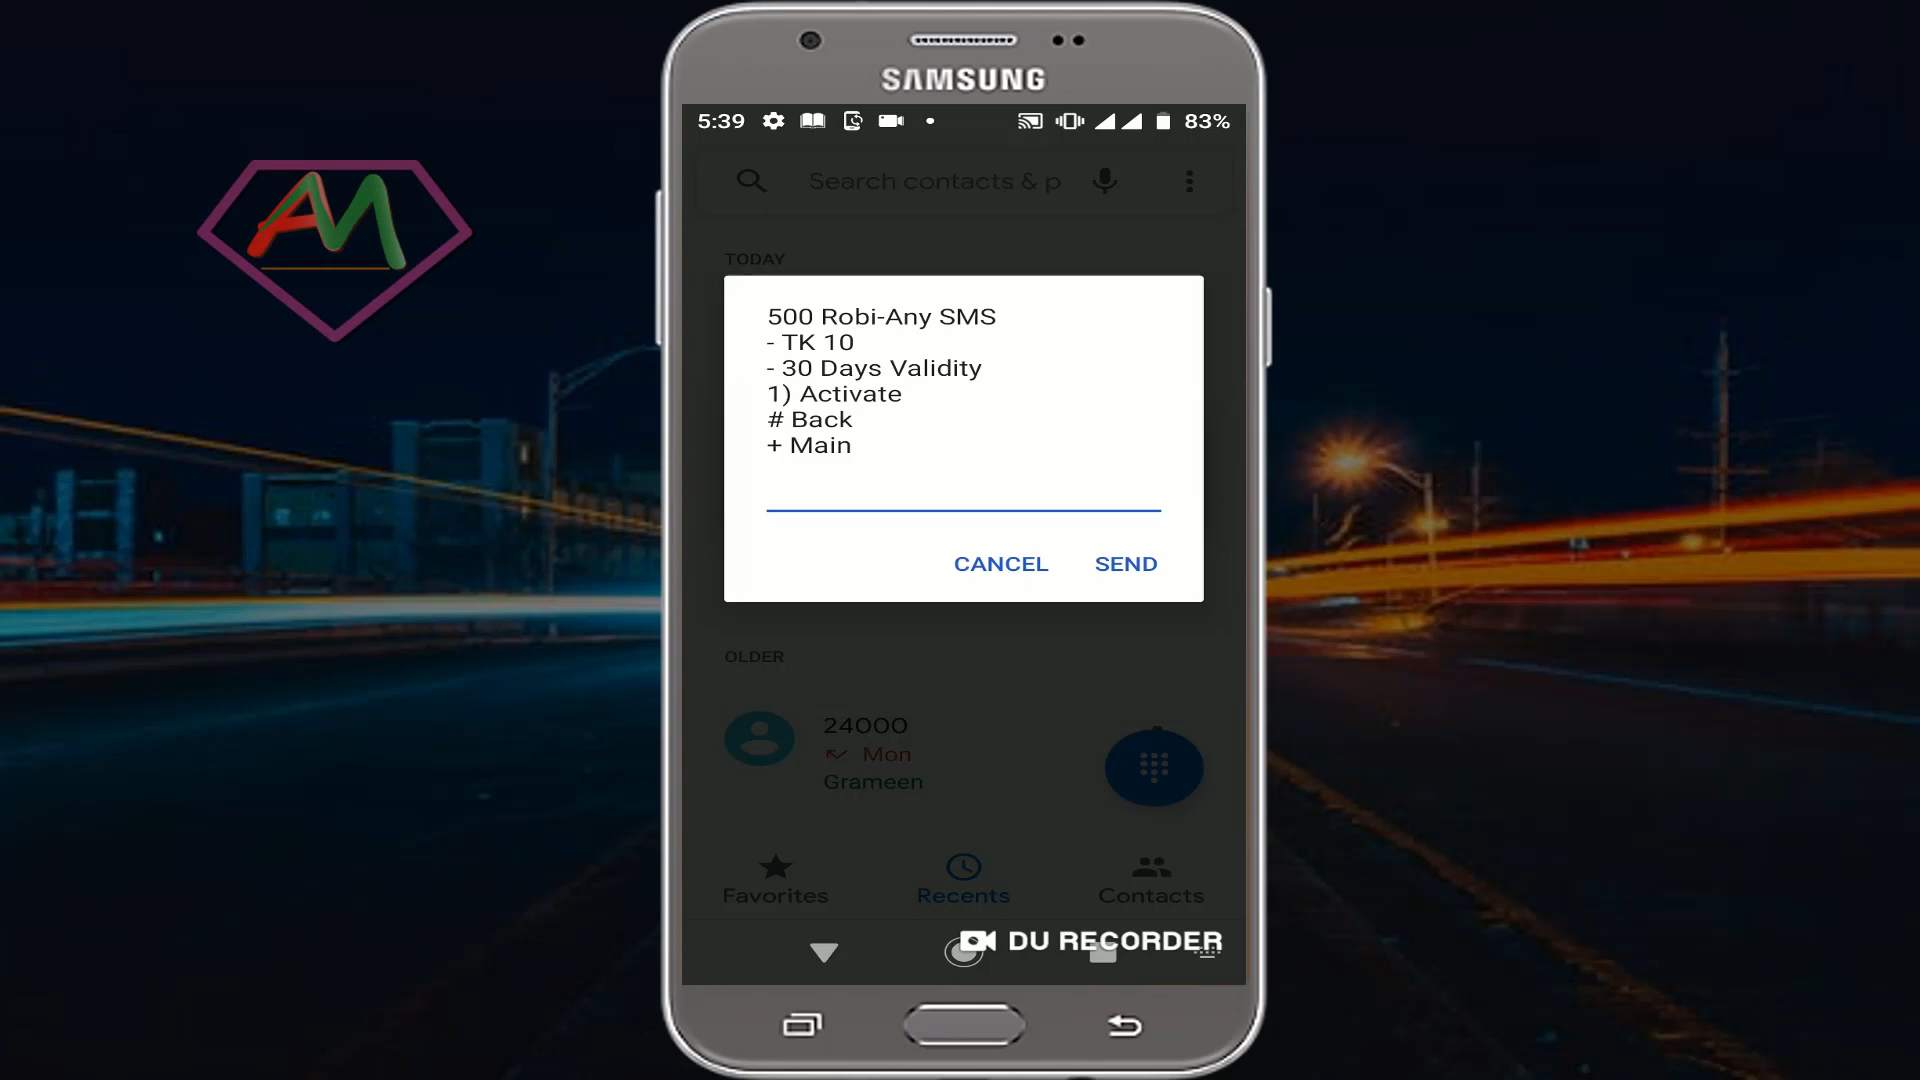 SAMSUNG
5:39
83%
Search contacts & p
TODAY
500 Robi-Any SMS
- TK 10
- 30 Days Validity
1) Activate
# Back
+ Main
CANCEL SEND
OLDER
24000
Mon
Grameen
Favorites Recents Contacts
DU RECORDER
AM